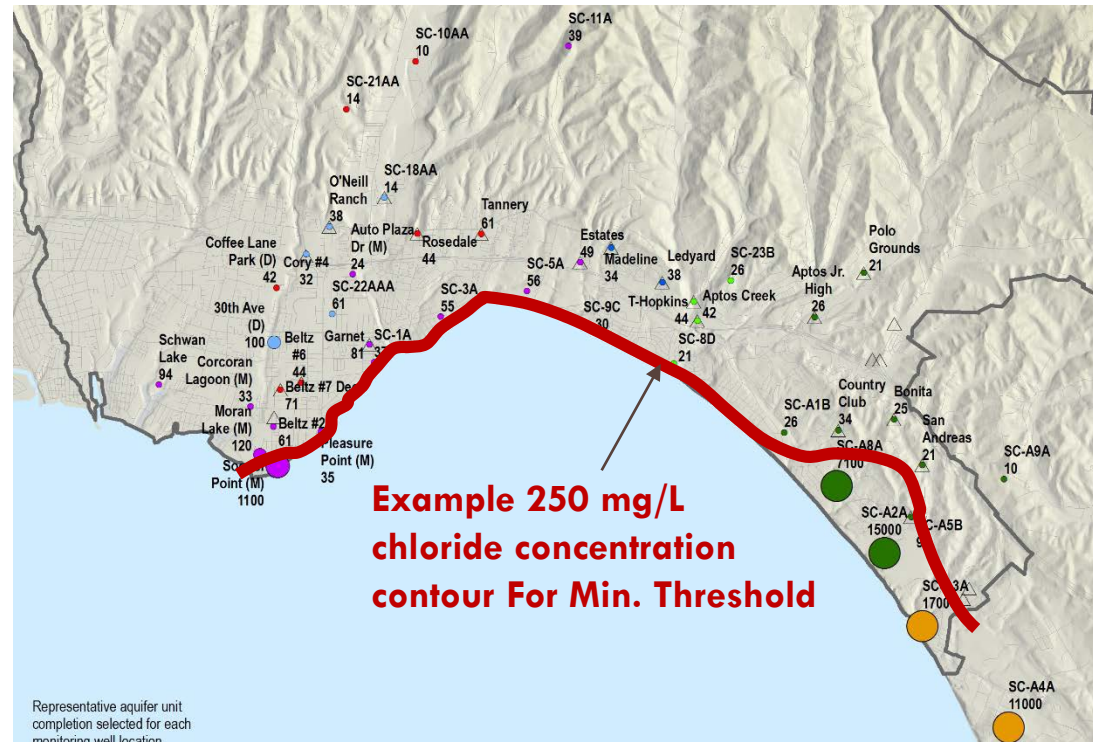 SC-11A
39
SC-10AA
10
SC-21AA
14
SC-18AA
14
O'Neill
Ranch
38
Tannery
61
Auto Plaza
Dr (M)
24
Rosedale
44
Coffee Lane
Park (D)
42
Cory #4
32
Estates
49
Madeline
34
Ledyard
38
SC-23B
26
Polo
Grounds
21
SC-5A
56
SC-22AAA
61
SC-3A
55
T-Hopkins
44
Aptos Creek
42
Aptos Jr.
High
26
SC-9C
30
30th Ave
(D)
100
Beltz
#6
44
Garnet
81
SC-1A
SC-8D
21
Schwan
Lake
94
Corcoran
Lagoon (M)
33
Beltz #7
71
Country
Club
34
Bonita
25
Moran
Lake (M)
120
Beltz #2
61
Pleasure
Point (M)
35
SC-A1B
26
San
Andreas
21
SC-A8A
7100
SC-A9A
10
Point (M)
1100
Example 250 mg/L
chloride concentration
contour For Min. Threshold
SC-A2A
15000
SC-A4A
11000
Representative aquifer unit
completion selected for each
monitoring well location